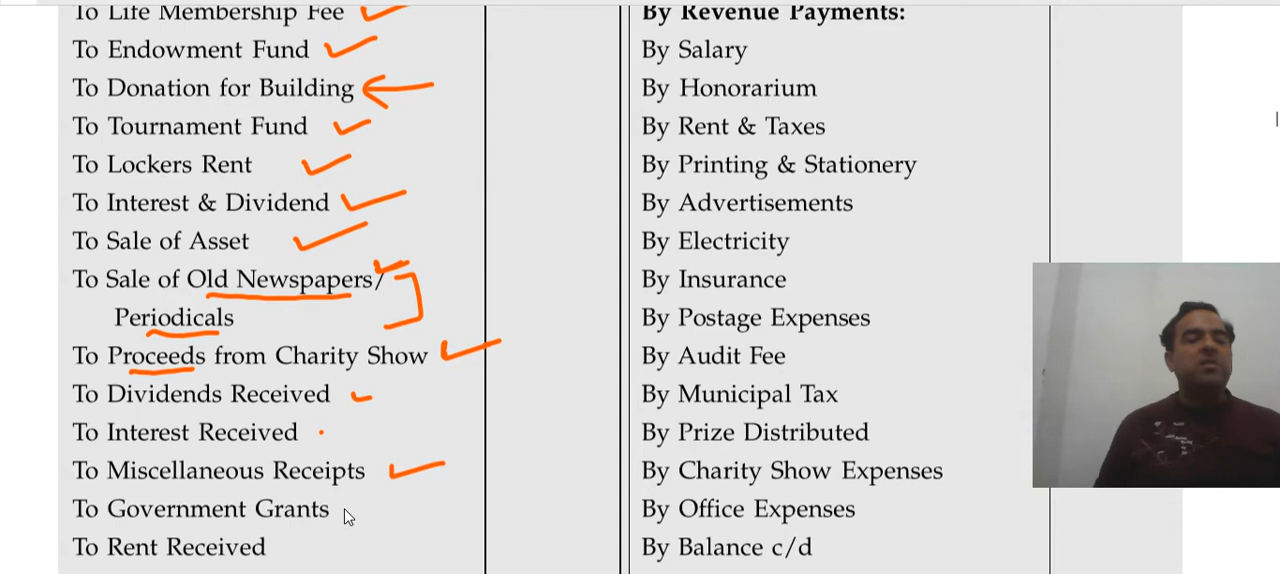 To Life Membership Fee
To Endowment Fund
To Donation for Building
To Tournament Fund
To Lockers Rent
To Interest & Dividend
To Sale of Asset
To Sale of Old Newspapers/
Periodicals
To Proceeds from Charity Show
To Dividends Received
To Interest Received
To Miscellaneous Receipts
To Government Grants
To Rent Received
By Revenue Payments:
By Salary
By Honorarium
By Rent & Taxes
By Printing & Stationery
By Advertisements
By Electricity
By Insurance
By Postage Expenses
By Audit Fee
By Municipal Tax
By Prize Distributed
By Charity Show Expenses
By Office Expenses
By Balance c/d